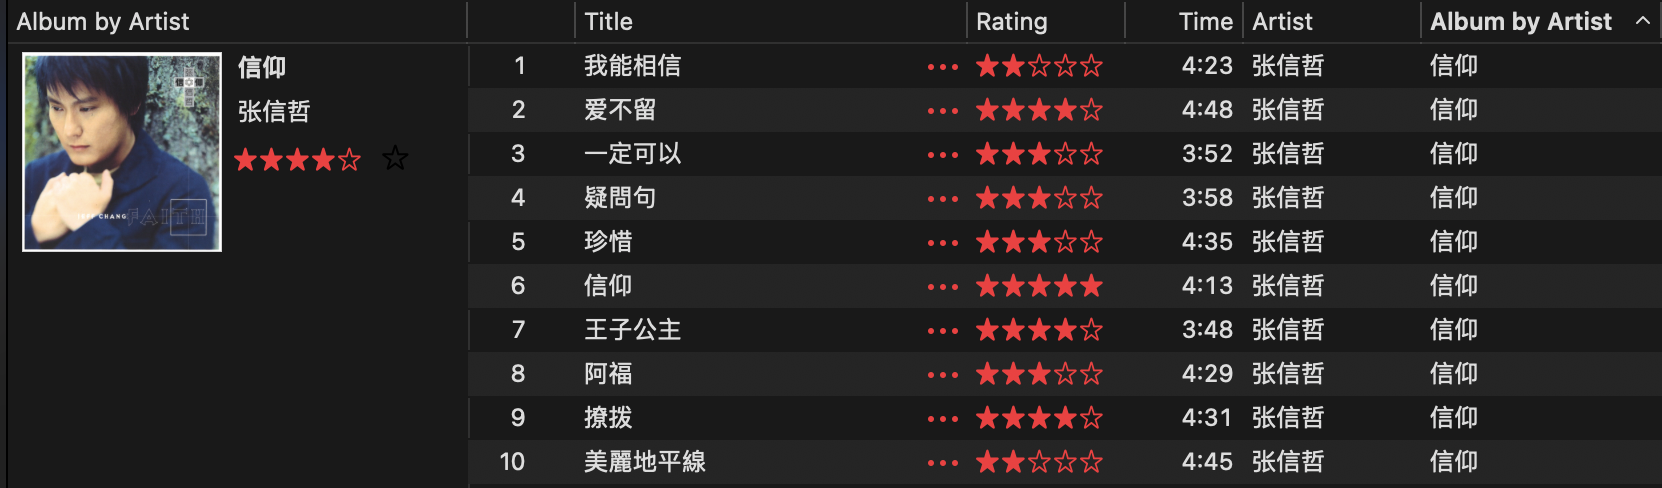 Album by Artist Title Rating Time Artist Album by Artist
信仰
张信哲
JEFF CHANG FAITH
1 我能相信 ••• ★★☆☆☆ 4:23 张信哲 信仰
2 爱不留 ••• ★★★★☆ 4:48 张信哲 信仰
3 一定可以 ••• ★★★☆☆ 3:52 张信哲 信仰
4 疑問句 ••• ★★★☆☆ 3:58 张信哲 信仰
5 珍惜 ••• ★★★☆☆ 4:35 张信哲 信仰
6 信仰 ••• ★★★★★ 4:13 张信哲 信仰
7 王子公主 ••• ★★★★☆ 3:48 张信哲 信仰
8 阿福 ••• ★★★☆☆ 4:29 张信哲 信仰
9 撩拨 ••• ★★★★☆ 4:31 张信哲 信仰
10 美麗地平線 ••• ★★☆☆☆ 4:45 张信哲 信仰